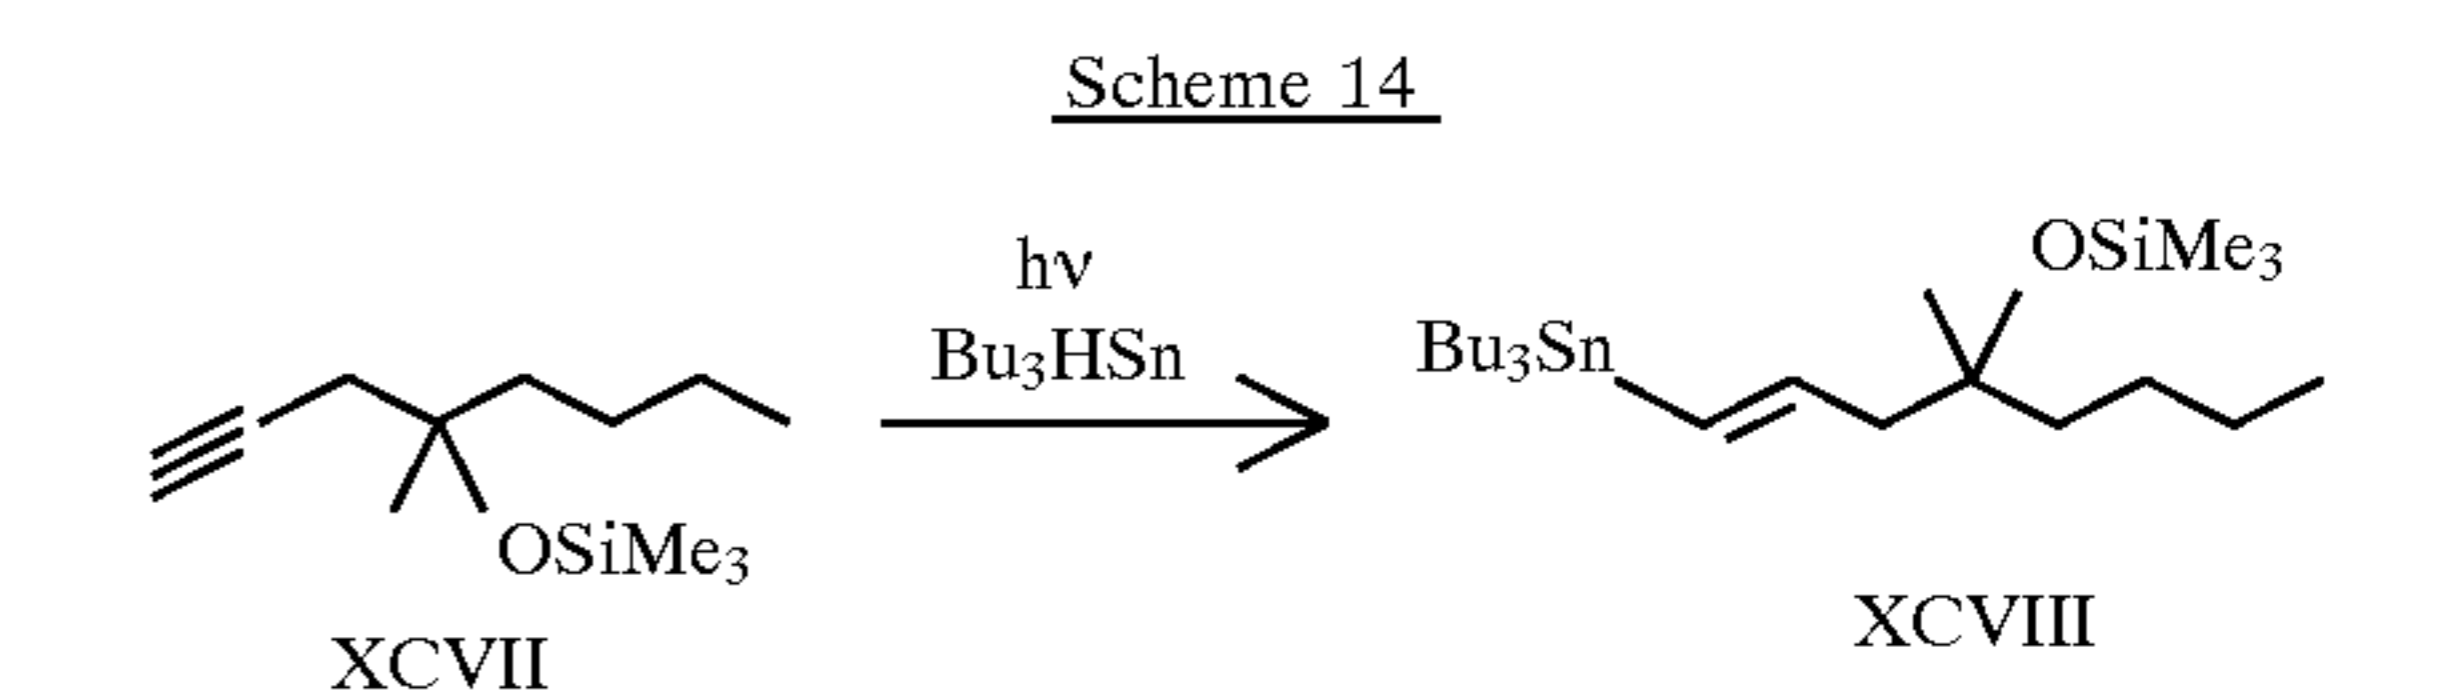 Scheme 14
hν
Bu₃HSn
OSiMe₃
XCVII
Bu₃Sn
OSiMe₃
XCVIII